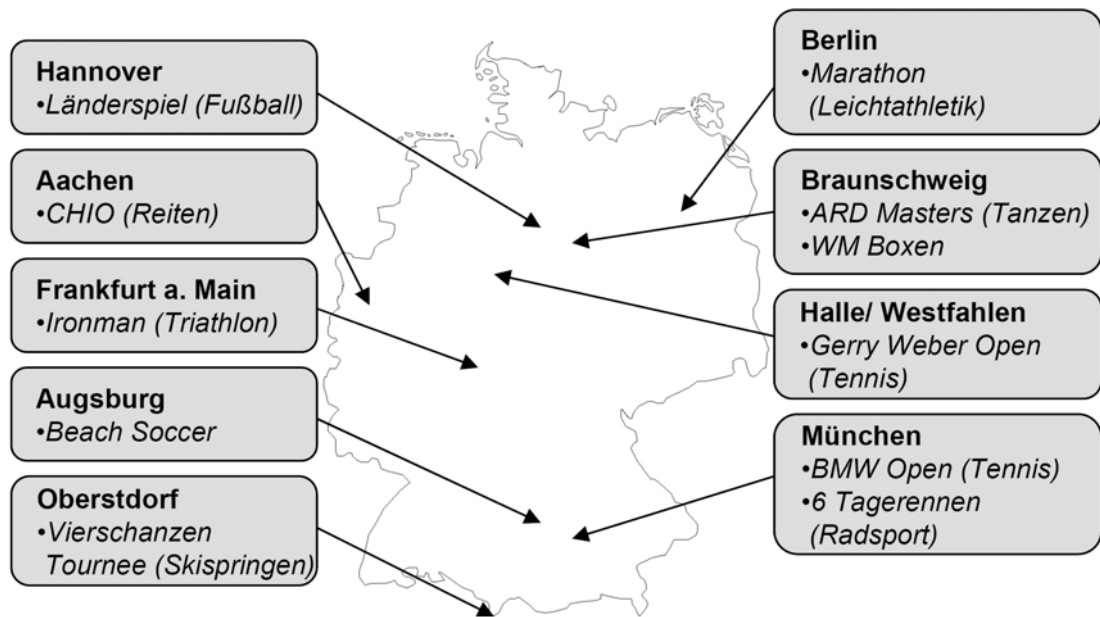 Hannover
•Länderspiel (Fußball)
Aachen
•CHIO (Reiten)
Frankfurt a. Main
•Ironman (Triathlon)
Augsburg
•Beach Soccer
Oberstdorf
•Vierschanzen
Tournee (Skispringen)
Berlin
•Marathon
(Leichtathletik)
Braunschweig
•ARD Masters (Tanzen)
•WM Boxen
Halle/ Westfahlen
•Gerry Weber Open
(Tennis)
München
•BMW Open (Tennis)
•6 Tagerennen
(Radsport)